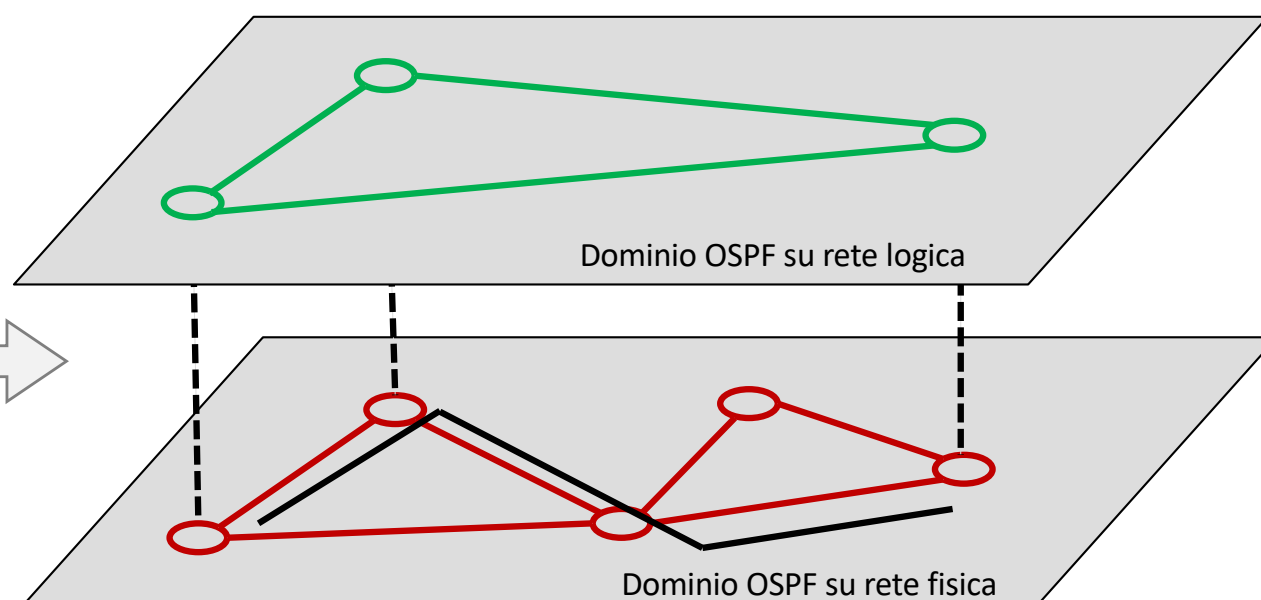 Dominio OSPF su rete logica
Dominio OSPF su rete fisica